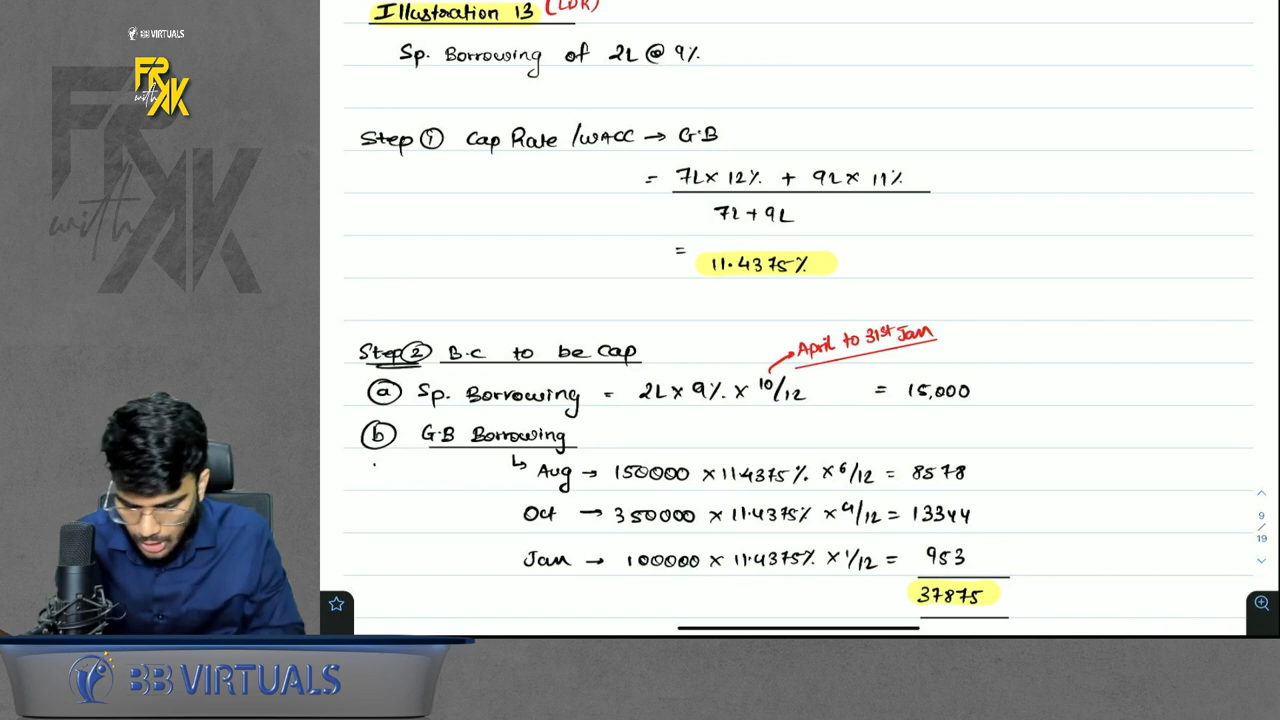 Illustration 13 (LDR)
BB VIRTUALS
FR
with
AK
Sp. Borrowing of 2L @ 9%.
Step ① Cap Rate /WACC → G.B
= 7L× 12% + 9L× 11%
7L+9L
=
11.4375%
April to 31st Jan
Step ② B.C to be Cap
ⓐ Sp. Borrowing = 2L × 9% × 10/12 = 15,000
ⓑ G.B Borrowing
↳ Aug → 150000 × 11.4375% × 6/12 = 8578
Oct → 350000 × 11.4375% × 4/12 = 13344
Jan → 100000 × 11.4375% × 1/12 = 953
37875
9
/
19
BB VIRTUALS